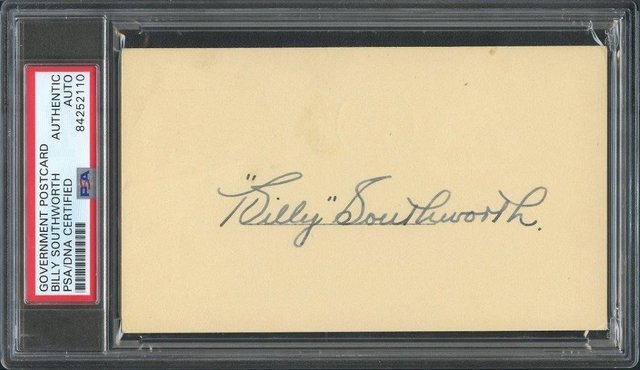 GOVERNMENT POSTCARD AUTHENTIC
BILLY SOUTHWORTH AUTO
PSA/DNA CERTIFIED 84252110
PSA
"Billy" Southworth.